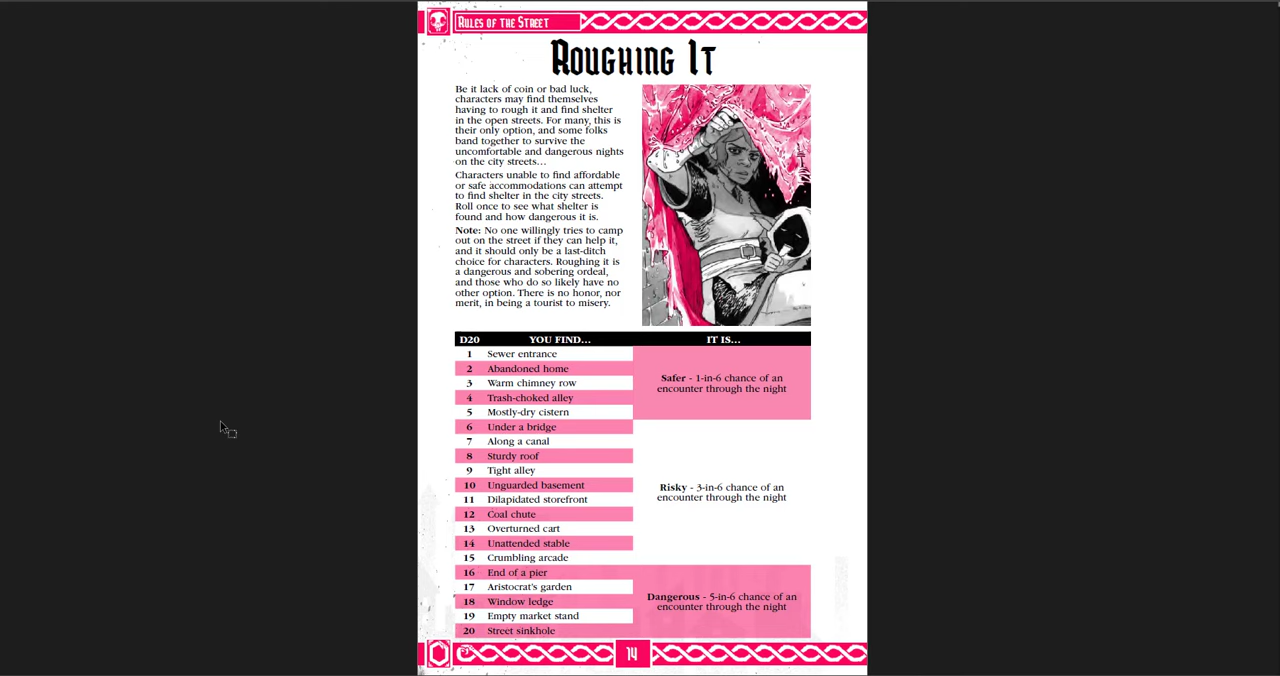 RULES OF THE STREET
ROUGHING IT
Be it lack of coin or bad luck,
characters may find themselves
having to rough it and find shelter
in the open streets. For many, this is
their only option, and some folks
band together to survive the
uncomfortable and dangerous nights
on the city streets…
Characters unable to find affordable
or safe accommodations can attempt
to find shelter in the city streets.
Roll once to see what shelter is
found and how dangerous it is.
Note: No one willingly tries to camp
out on the street if they can help it,
and it should only be a last-ditch
choice for characters. Roughing it is
a dangerous and sobering ordeal,
and those who do so likely have no
other option. There is no honor, nor
merit, in being a tourist to misery.
D20 YOU FIND… IT IS…
1 Sewer entrance
2 Abandoned home
3 Warm chimney row
4 Trash-choked alley
5 Mostly-dry cistern
Safer - 1-in-6 chance of an
encounter through the night
6 Under a bridge
7 Along a canal
8 Sturdy roof
9 Tight alley
10 Unguarded basement
11 Dilapidated storefront
12 Coal chute
13 Overturned cart
14 Unattended stable
15 Crumbling arcade
Risky - 3-in-6 chance of an
encounter through the night
16 End of a pier
17 Aristocrat's garden
18 Window ledge
19 Empty market stand
20 Street sinkhole
Dangerous - 5-in-6 chance of an
encounter through the night
14